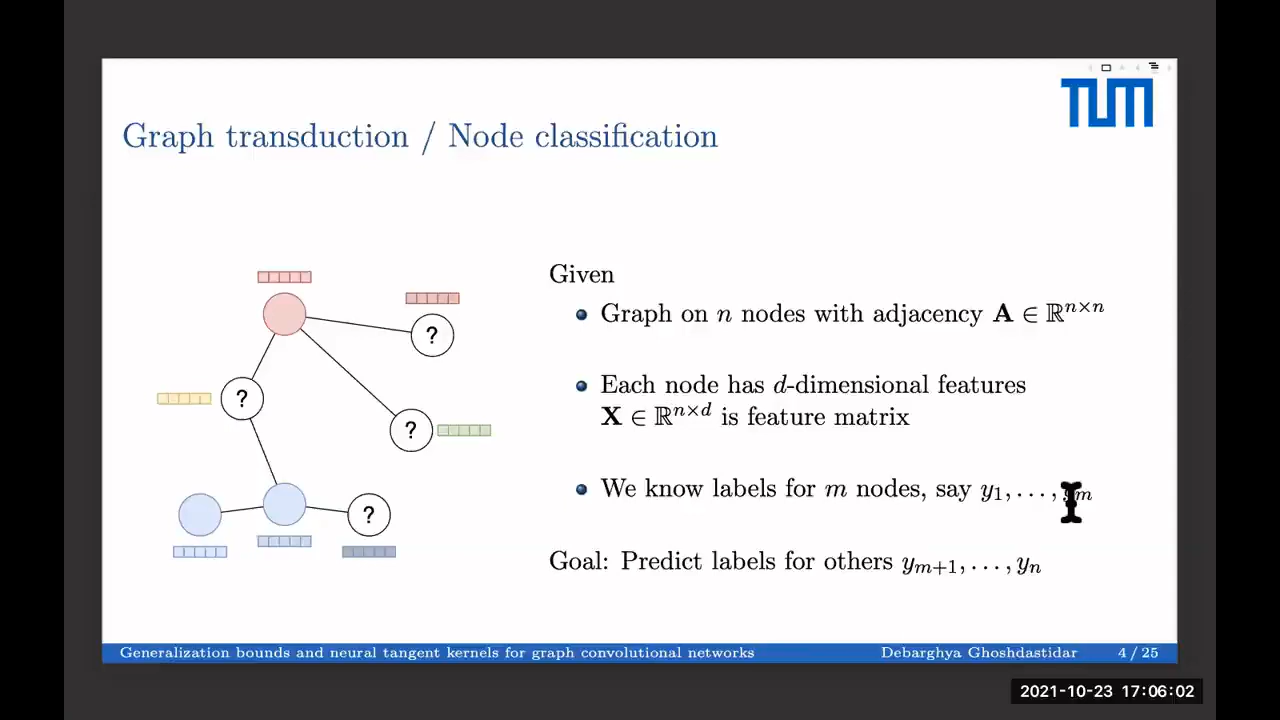 TUM
Graph transduction / Node classification
?
?
?
?
Given
Graph on n nodes with adjacency A ∈ ℝ^{n×n}
Each node has d-dimensional features
X ∈ ℝ^{n×d} is feature matrix
We know labels for m nodes, say y_1, . . . , y_m
Goal: Predict labels for others y_{m+1}, . . . , y_n
Generalization bounds and neural tangent kernels for graph convolutional networks
Debarghya Ghoshdastidar
4 / 25
2021-10-23 17:06:02